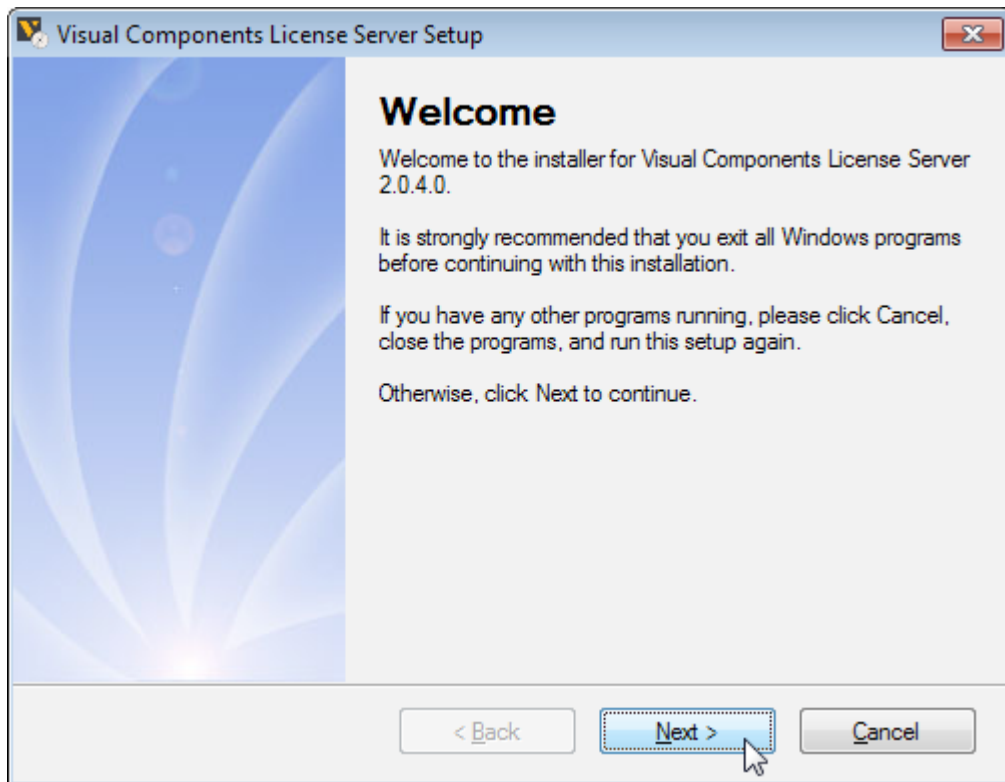 Visual Components License Server Setup
Welcome
Welcome to the installer for Visual Components License Server
2.0.4.0.
It is strongly recommended that you exit all Windows programs
before continuing with this installation.
If you have any other programs running, please click Cancel,
close the programs, and run this setup again.
Otherwise, click Next to continue.
< Back
Next >
Cancel